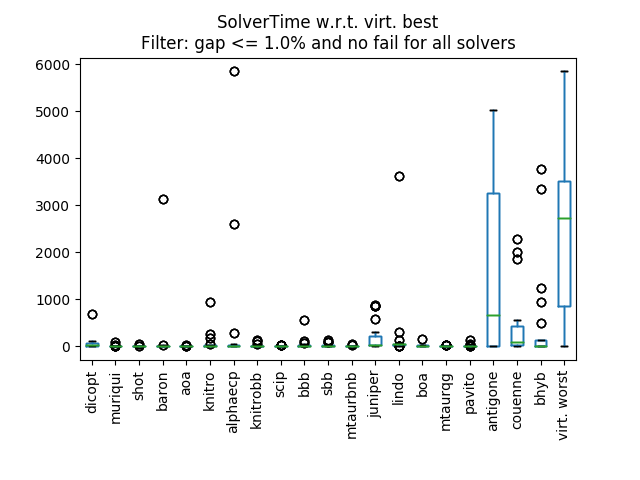 SolverTime w.r.t. virt. best
Filter: gap <= 1.0% and no fail for all solvers
6000
5000
4000
3000
2000
1000
0
dicopt
muriqui
shot
baron
aoa
knitro
alphaecp
knitrobb
scip
bbb
sbb
mtaurbnb
juniper
lindo
boa
mtaurqg
pavito
antigone
couenne
bhyb
virt. worst